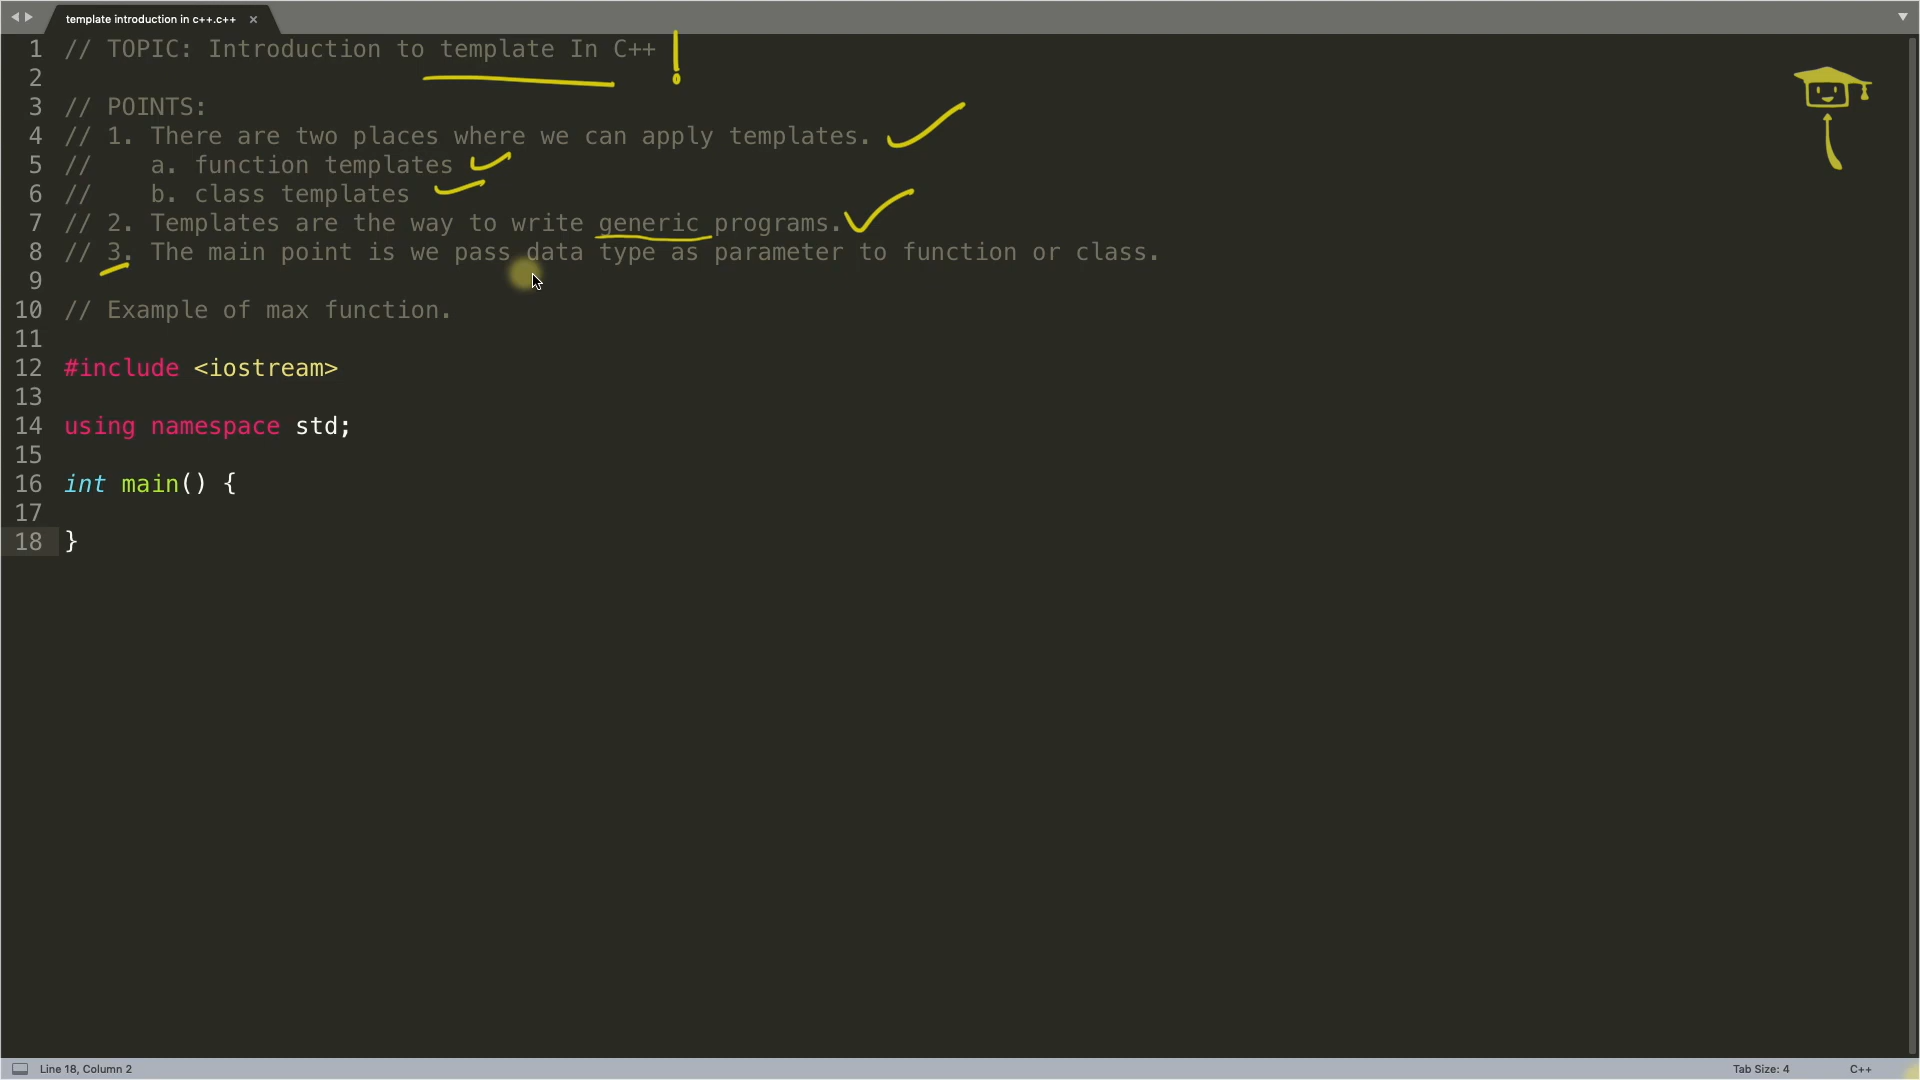 template introduction in c++.c++ ×
1 // TOPIC: Introduction to template In C++ !
2
3 // POINTS:
4 // 1. There are two places where we can apply templates.
5 //    a. function templates
6 //    b. class templates
7 // 2. Templates are the way to write generic programs.
8 // 3. The main point is we pass data type as parameter to function or class.
9
10 // Example of max function.
11
12 #include <iostream>
13
14 using namespace std;
15
16 int main() {
17
18 }
Line 18, Column 2 Tab Size: 4 C++